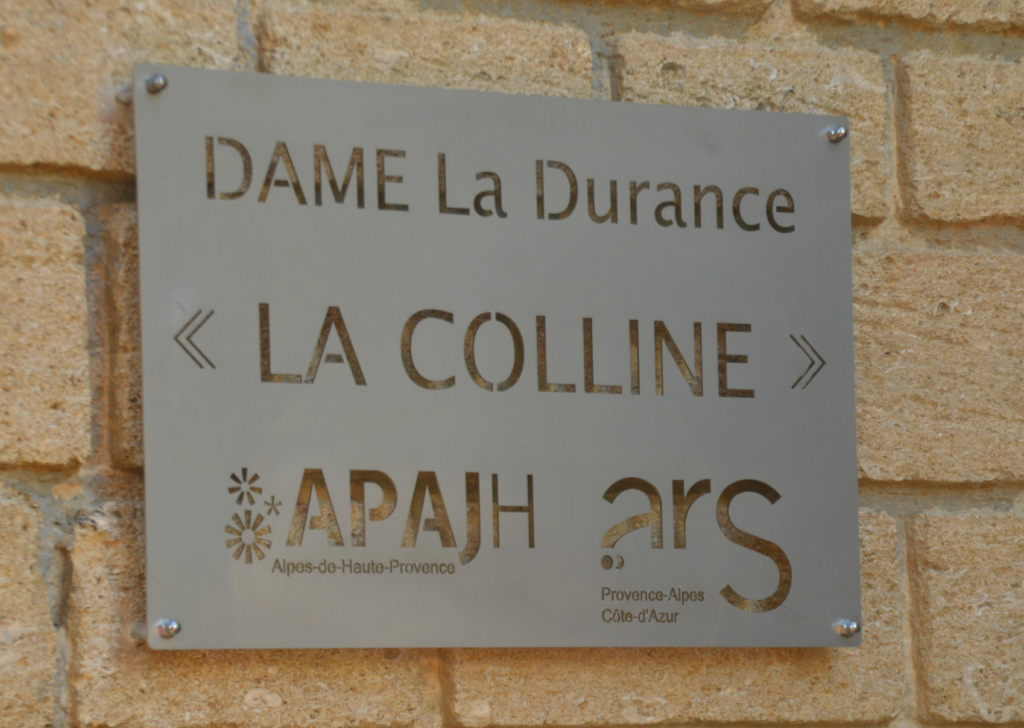 DAME La Durance
« LA COLLINE »
APAJH
Alpes-de-Haute-Provence
ars
Provence-Alpes
Côte-d'Azur